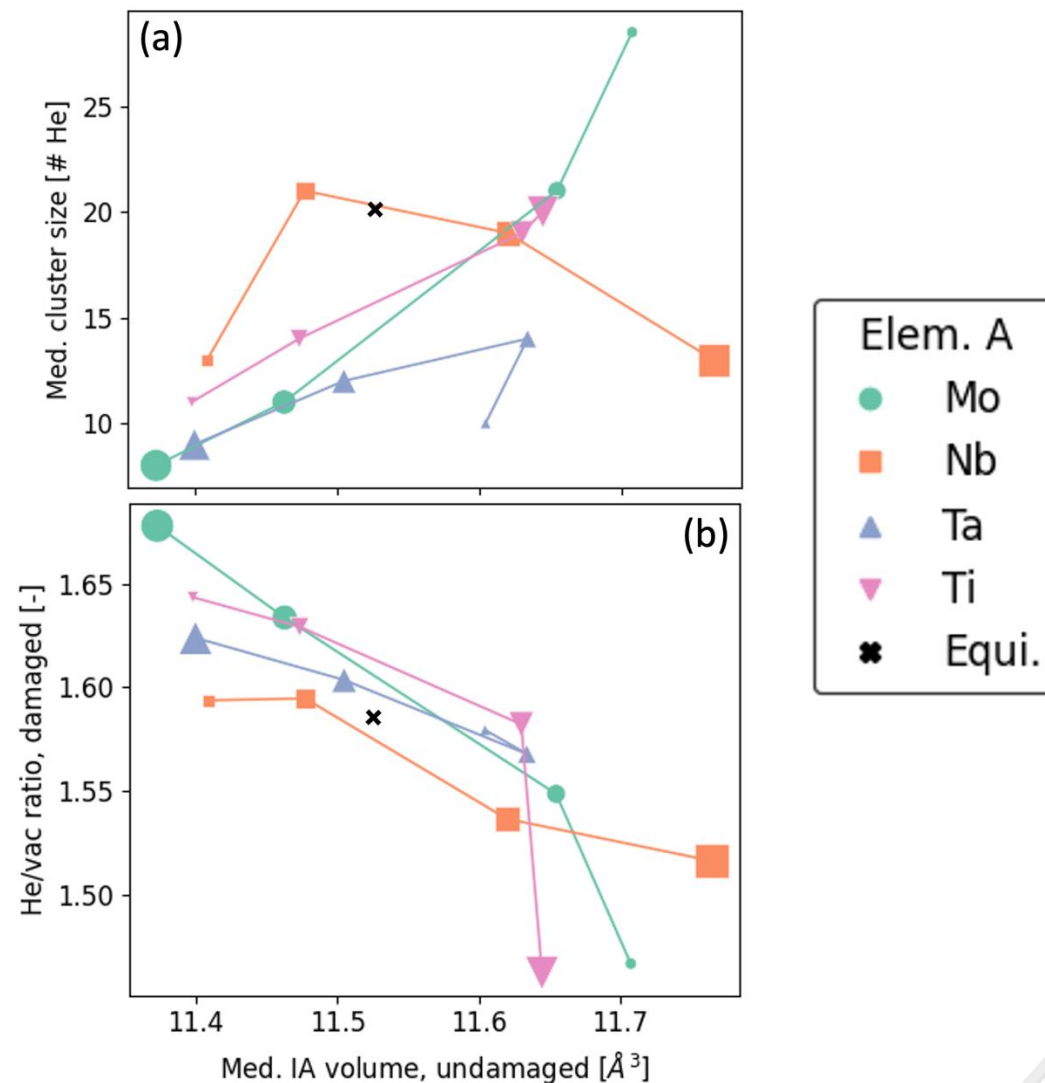 (a)
Med. cluster size [# He]
25
20
15
10
(b)
He/vac ratio, damaged [-]
1.65
1.60
1.55
1.50
11.4 11.5 11.6 11.7
Med. IA volume, undamaged [Å³]
Elem. A
Mo
Nb
Ta
Ti
Equi.